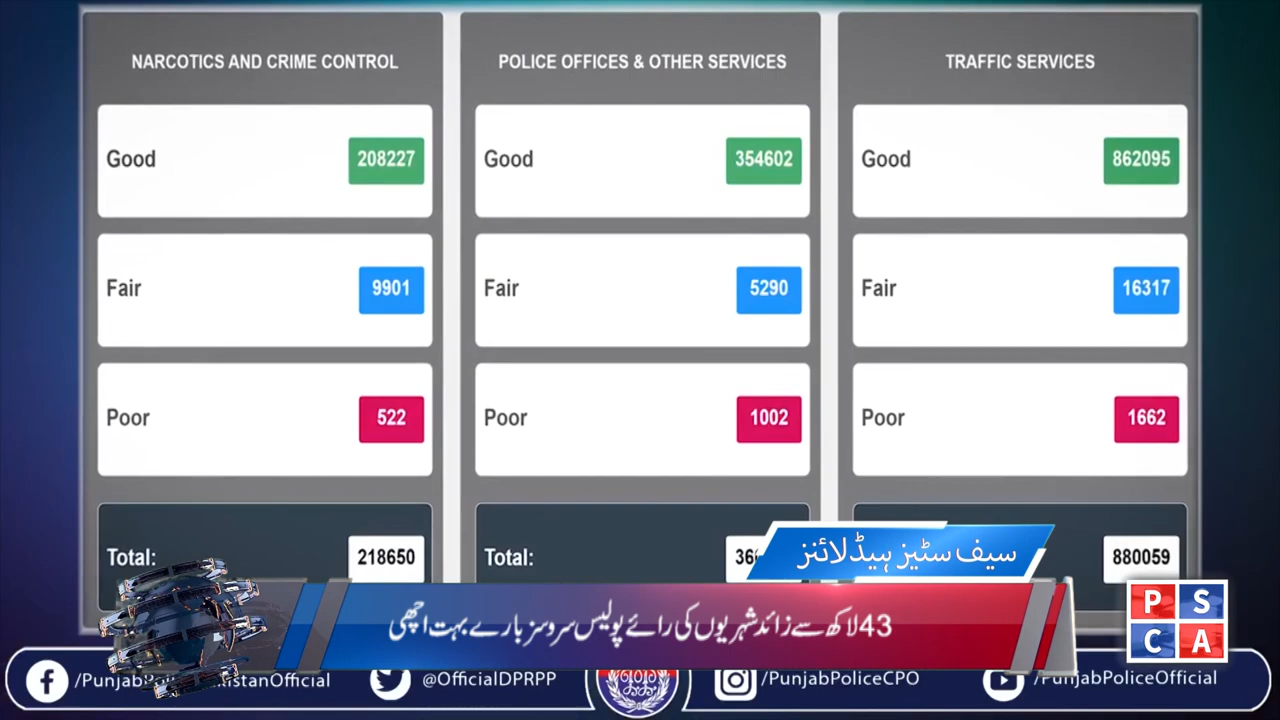 NARCOTICS AND CRIME CONTROL
Good 208227
Fair 9901
Poor 522
Total: 218650
POLICE OFFICES & OTHER SERVICES
Good 354602
Fair 5290
Poor 1002
Total:
TRAFFIC SERVICES
Good 862095
Fair 16317
Poor 1662
880059
سیف سٹیز ہیڈلائنز
43 لاکھ سے زائد شہریوں کی رائے پولیس سروسز بارے بہت اچھی
P S
C A
@OfficialDPRPP
/PunjabPoliceCPO
/PunjabPoliceOfficial